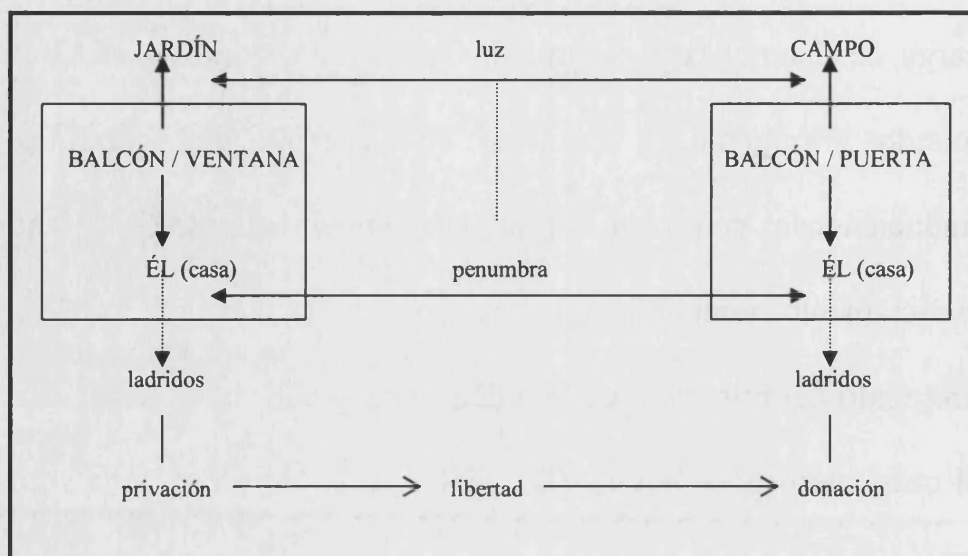 JARDÍN luz CAMPO
BALCÓN / VENTANA BALCÓN / PUERTA
ÉL (casa) penumbra ÉL (casa)
ladridos ladridos
privación libertad donación